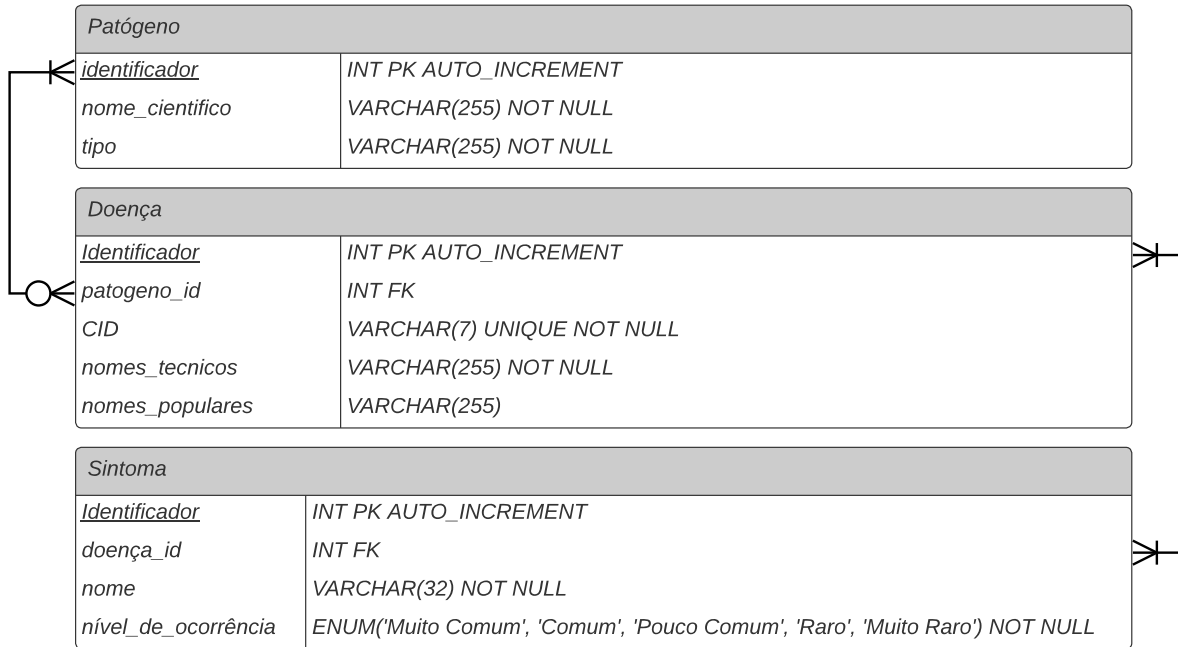 Patógeno
identificador INT PK AUTO_INCREMENT
nome_cientifico VARCHAR(255) NOT NULL
tipo VARCHAR(255) NOT NULL
Doença
Identificador INT PK AUTO_INCREMENT
patogeno_id INT FK
CID VARCHAR(7) UNIQUE NOT NULL
nomes_tecnicos VARCHAR(255) NOT NULL
nomes_populares VARCHAR(255)
Sintoma
Identificador INT PK AUTO_INCREMENT
doença_id INT FK
nome VARCHAR(32) NOT NULL
nível_de_ocorrência ENUM('Muito Comum', 'Comum', 'Pouco Comum', 'Raro', 'Muito Raro') NOT NULL